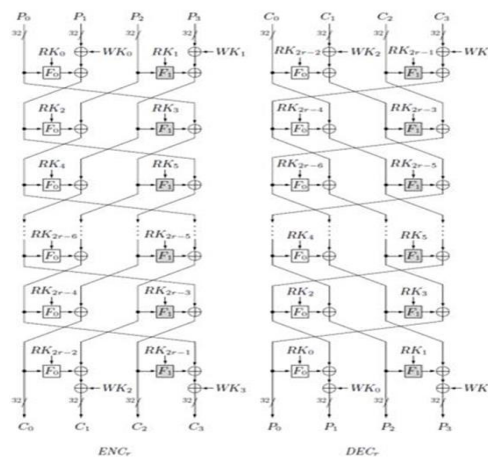 P₀ P₁ P₂ P₃ C₀ C₁ C₂ C₃
32 32 32 32 32 32 32 32
RK₀ WK₀ RK₁ WK₁ RK₂ᵣ₋₂ WK₂ RK₂ᵣ₋₁ WK
F₀ F₁ F₀ F₁
RK₂ RK₃ RK₂ᵣ₋₄ RK₂ᵣ₋₃
F₀ F₁ F₀ F₁
RK₄ RK₅ RK₂ᵣ₋₆ RK₂ᵣ₋₅
F₀ F₁ F₀ F₁
RK₂ᵣ₋₆ RK₂ᵣ₋₅ RK₄ RK₅
F₀ F₁ F₀ F₁
RK₂ᵣ₋₄ RK₂ᵣ₋₃ RK₂ RK₃
F₀ F₁ F₀ F₁
RK₂ᵣ₋₂ RK₂ᵣ₋₁ RK₀ RK₁
F₀ F₁ F₀ F₁
WK₂ WK₃ WK₀ WK
32 32 32 32 32 32 32 32
C₀ C₁ C₂ C₃ P₀ P₁ P₂ P₃
ENCᵣ DECᵣ